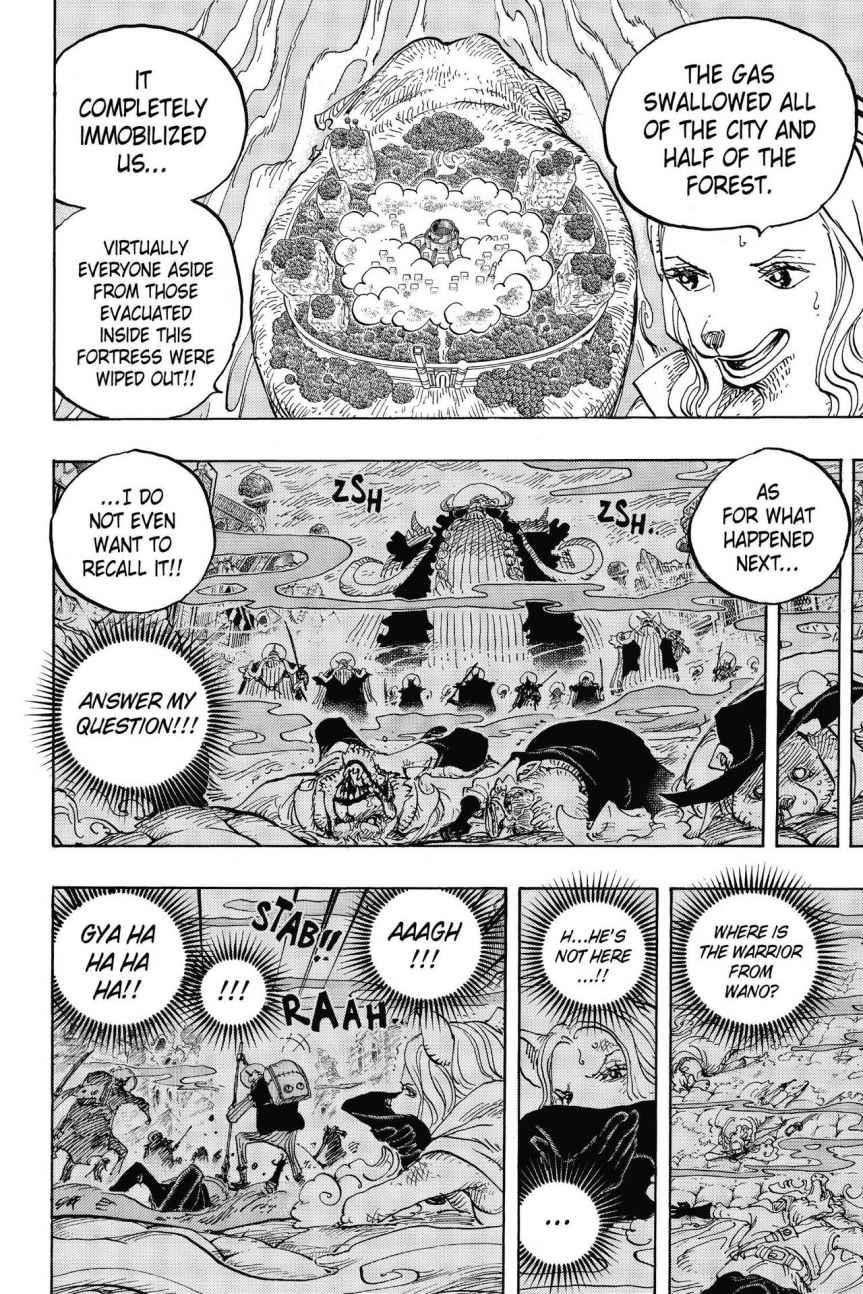 THE GAS
SWALLOWED ALL
OF THE CITY AND
HALF OF THE
FOREST.
IT
COMPLETELY
IMMOBILIZED
US...
VIRTUALLY
EVERYONE ASIDE
FROM THOSE
EVACUATED
INSIDE THIS
FORTRESS WERE
WIPED OUT!!
AS
FOR WHAT
HAPPENED
NEXT...
ZSH..
ZSH
...I DO
NOT EVEN
WANT TO
RECALL IT!!
ANSWER MY
QUESTION!!!
WHERE IS
THE WARRIOR
FROM
WANO?
H...HE'S
NOT HERE
...!!
...
AAAGH
!!!
STAB!!
RAAH..
!!!
GYA HA
HA HA
HA!!